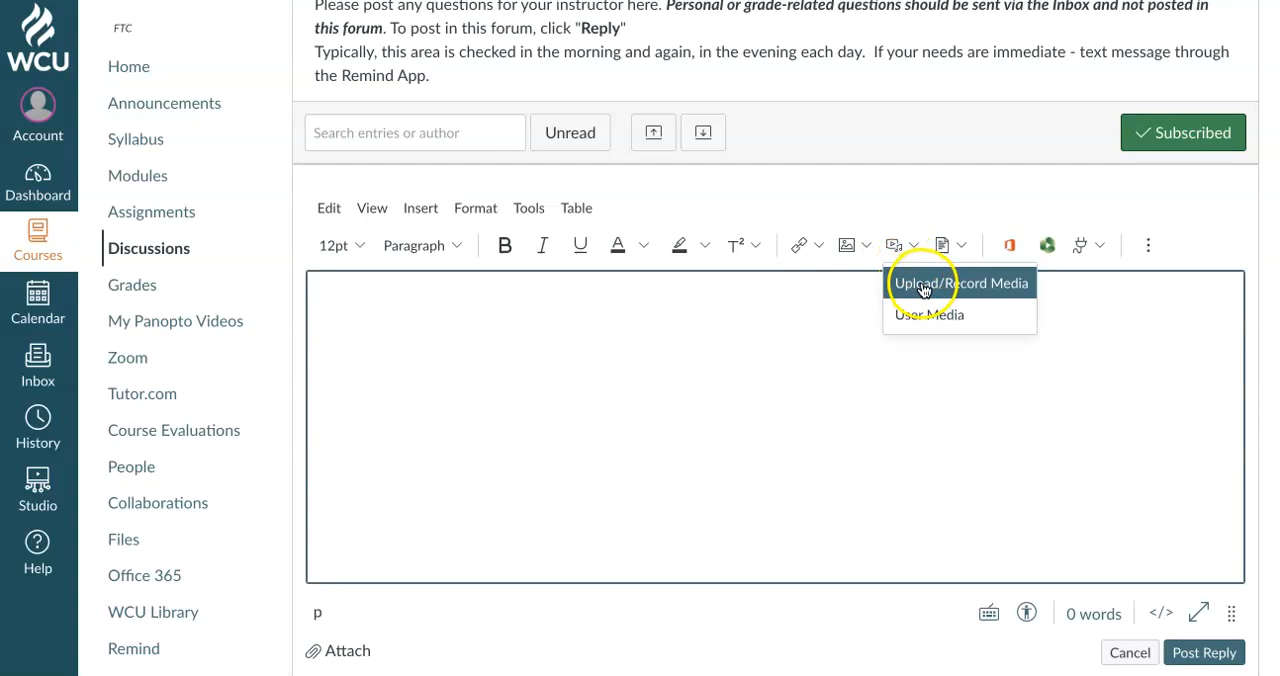 Please post any questions for your instructor here. Personal or grade-related questions should be sent via the Inbox and not posted in
this forum. To post in this forum, click "Reply"
Typically, this area is checked in the morning and again, in the evening each day. If your needs are immediate - text message through
the Remind App.
WCU
Account
Dashboard
Courses
Calendar
Inbox
History
Studio
Help
FTC
Home
Announcements
Syllabus
Modules
Assignments
Discussions
Grades
My Panopto Videos
Zoom
Tutor.com
Course Evaluations
People
Collaborations
Files
Office 365
WCU Library
Remind
Search entries or author
Unread
Subscribed
Edit View Insert Format Tools Table
12pt Paragraph B I U A T²
Upload/Record Media
User Media
p
0 words </>
Attach
Cancel
Post Reply